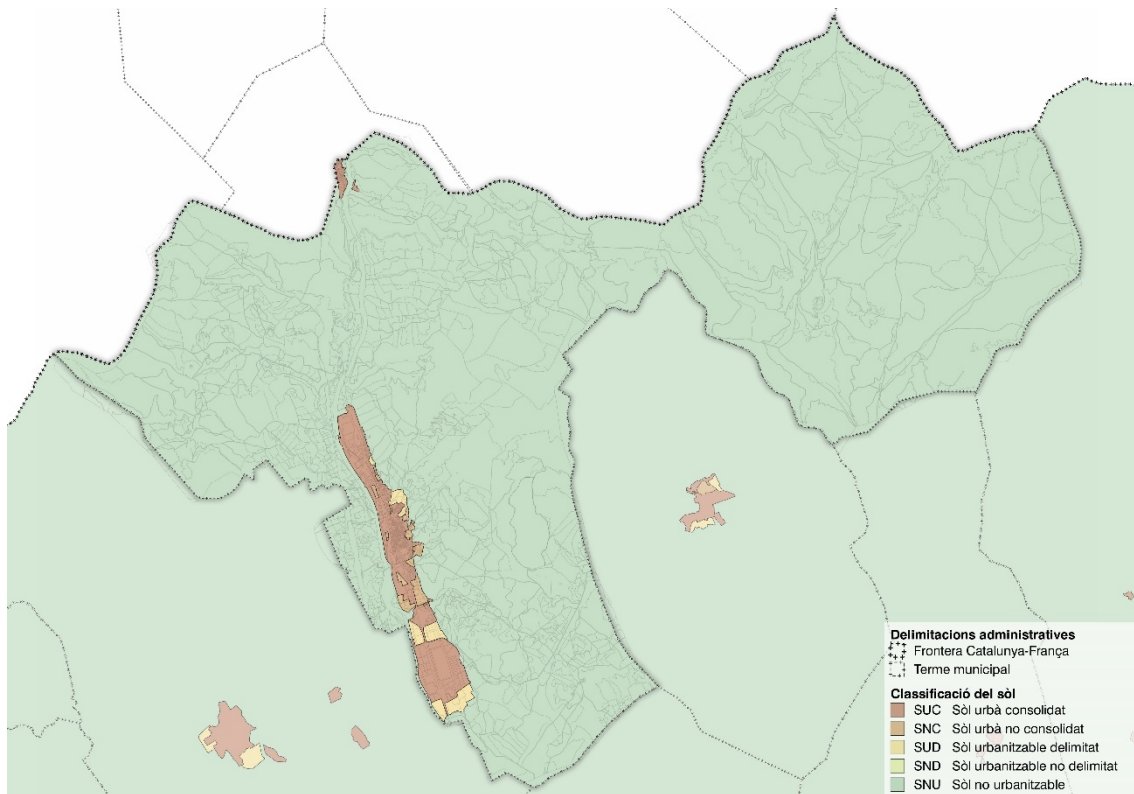 Delimitacions administratives
Frontera Catalunya-França
Terme municipal
Classificació del sòl
SUC Sòl urbà consolidat
SNC Sòl urbà no consolidat
SUD Sòl urbanitzable delimitat
SND Sòl urbanitzable no delimitat
SNU Sòl no urbanitzable